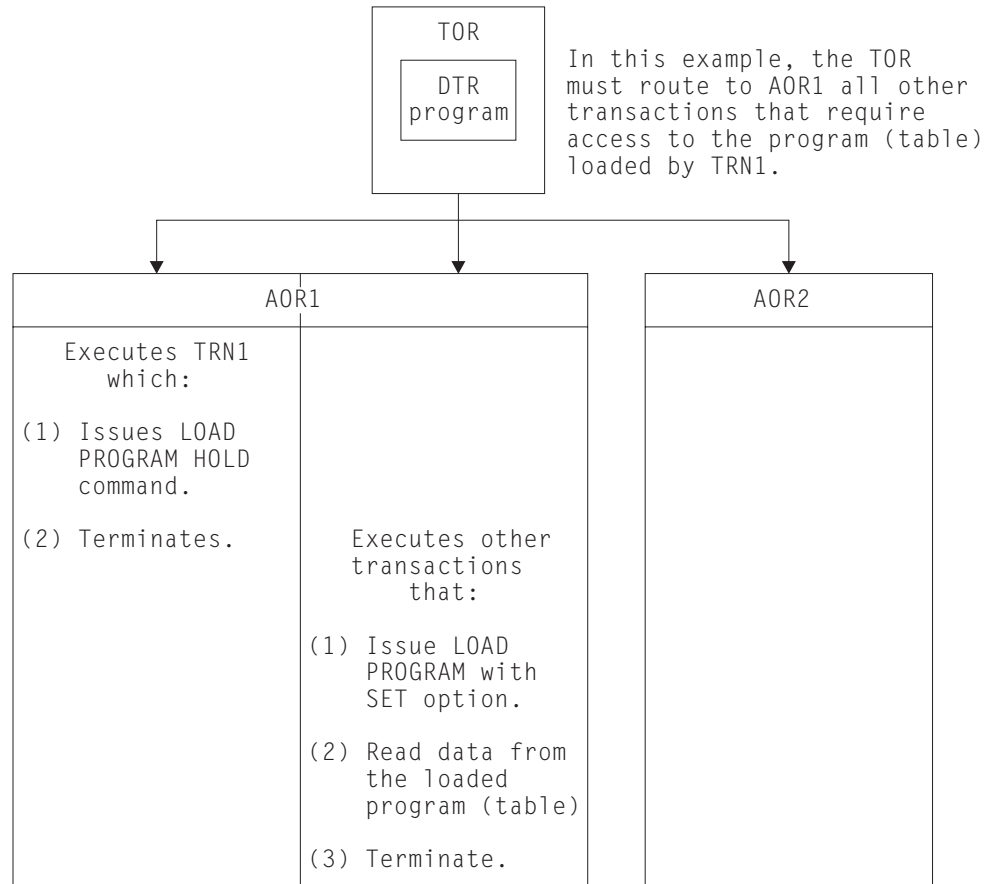 TOR
DTR
program
In this example, the TOR
must route to AOR1 all other
transactions that require
access to the program (table)
loaded by TRN1.
AOR1
AOR2
Executes TRN1
which:
(1) Issues LOAD
PROGRAM HOLD
command.
(2) Terminates.
Executes other
transactions
that:
(1) Issue LOAD
PROGRAM with
SET option.
(2) Read data from
the loaded
program (table)
(3) Terminate.